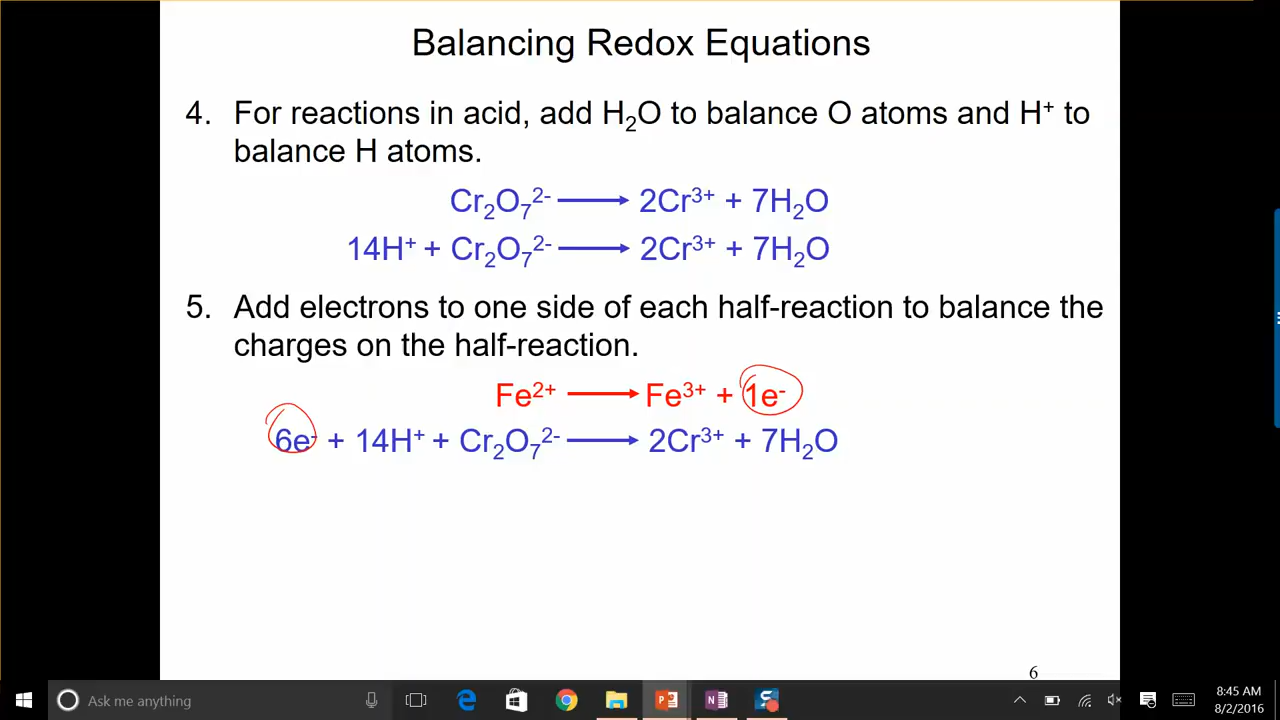 Balancing Redox Equations
4. For reactions in acid, add H₂O to balance O atoms and H⁺ to
balance H atoms.
Cr₂O₇²⁻ ⟶ 2Cr³⁺ + 7H₂O
14H⁺ + Cr₂O₇²⁻ ⟶ 2Cr³⁺ + 7H₂O
5. Add electrons to one side of each half-reaction to balance the
charges on the half-reaction.
Fe²⁺ ⟶ Fe³⁺ + 1e⁻
6e⁻ + 14H⁺ + Cr₂O₇²⁻ ⟶ 2Cr³⁺ + 7H₂O
6
Ask me anything
8:45 AM
8/2/2016